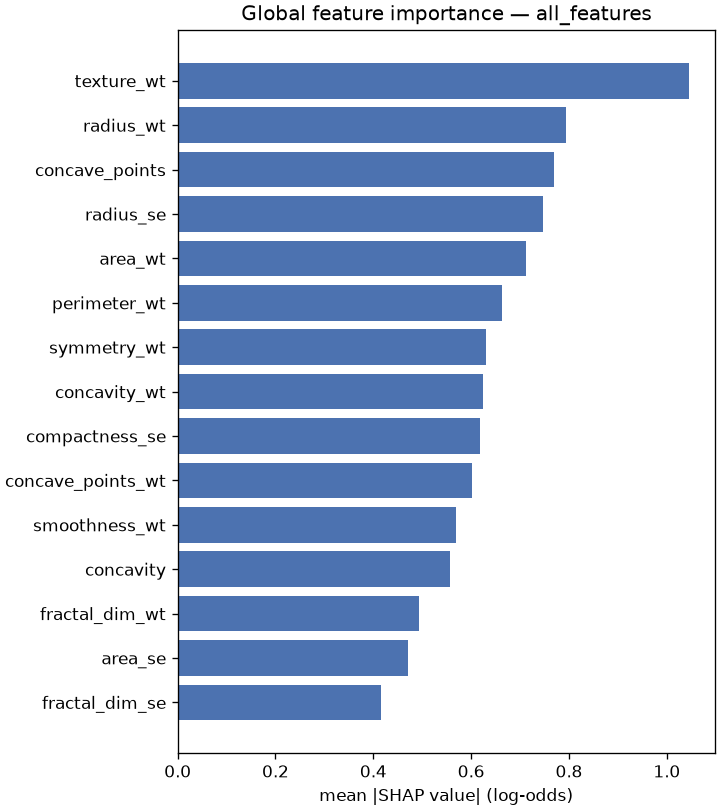 Global feature importance — all_features
texture_wt
radius_wt
concave_points
radius_se
area_wt
perimeter_wt
symmetry_wt
concavity_wt
compactness_se
concave_points_wt
smoothness_wt
concavity
fractal_dim_wt
area_se
fractal_dim_se
0.0 0.2 0.4 0.6 0.8 1.0
mean |SHAP value| (log-odds)